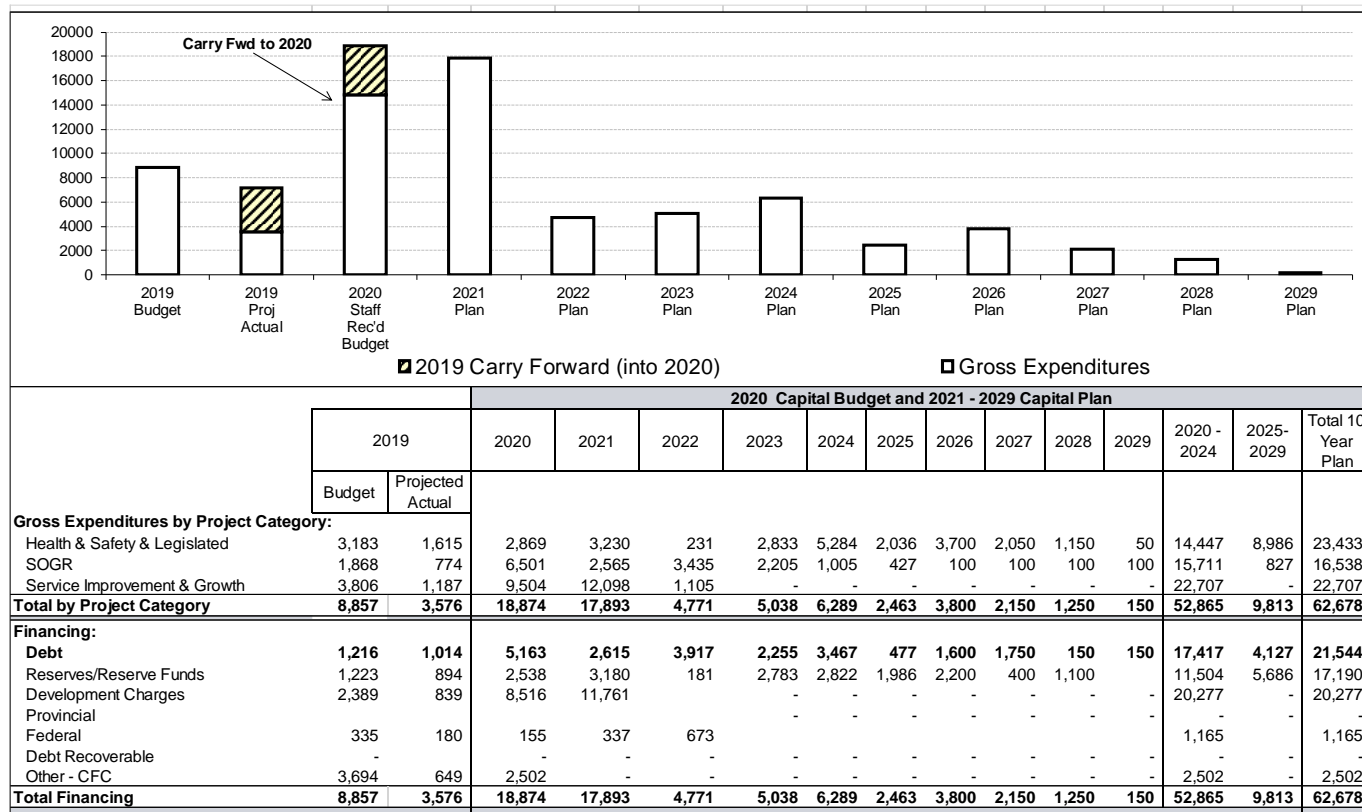 20000
18000
16000
14000
12000
10000
8000
6000
4000
2000
0
Carry Fwd to 2020
2019 Budget
2019 Proj Actual
2020 Staff Rec'd Budget
2021 Plan
2022 Plan
2023 Plan
2024 Plan
2025 Plan
2026 Plan
2027 Plan
2028 Plan
2029 Plan
2019 Carry Forward (into 2020) Gross Expenditures
2020 Capital Budget and 2021 - 2029 Capital Plan
2019 2020 2021 2022 2023 2024 2025 2026 2027 2028 2029 2020 - 2024 2025- 2029 Total 10 Year Plan
Budget Projected Actual
Gross Expenditures by Project Category:
Health & Safety & Legislated 3,183 1,615 2,869 3,230 231 2,833 5,284 2,036 3,700 2,050 1,150 50 14,447 8,986 23,433
SOGR 1,868 774 6,501 2,565 3,435 2,205 1,005 427 100 100 100 100 15,711 827 16,538
Service Improvement & Growth 3,806 1,187 9,504 12,098 1,105 - - - - - - - 22,707 - 22,707
Total by Project Category 8,857 3,576 18,874 17,893 4,771 5,038 6,289 2,463 3,800 2,150 1,250 150 52,865 9,813 62,678
Financing:
Debt 1,216 1,014 5,163 2,615 3,917 2,255 3,467 477 1,600 1,750 150 150 17,417 4,127 21,544
Reserves/Reserve Funds 1,223 894 2,538 3,180 181 2,783 2,822 1,986 2,200 400 1,100 11,504 5,686 17,190
Development Charges 2,389 839 8,516 11,761 - - - - - - - 20,277 - 20,277
Provincial - - - - - - - - - -
Federal 335 180 155 337 673 1,165 1,165
Debt Recoverable - - - - - - - - - - - - - - -
Other - CFC 3,694 649 2,502 - - - - - - - - - 2,502 - 2,502
Total Financing 8,857 3,576 18,874 17,893 4,771 5,038 6,289 2,463 3,800 2,150 1,250 150 52,865 9,813 62,678